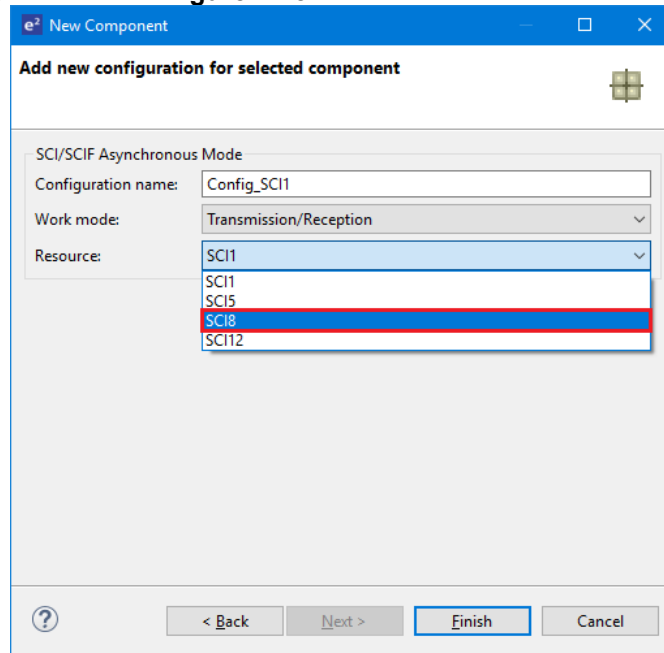 e² New Component
Add new configuration for selected component
SCI/SCIF Asynchronous Mode
Configuration name: Config_SCI1
Work mode: Transmission/Reception
Resource: SCI1
SCI1
SCI5
SCI8
SCI12
? < Back Next > Finish Cancel